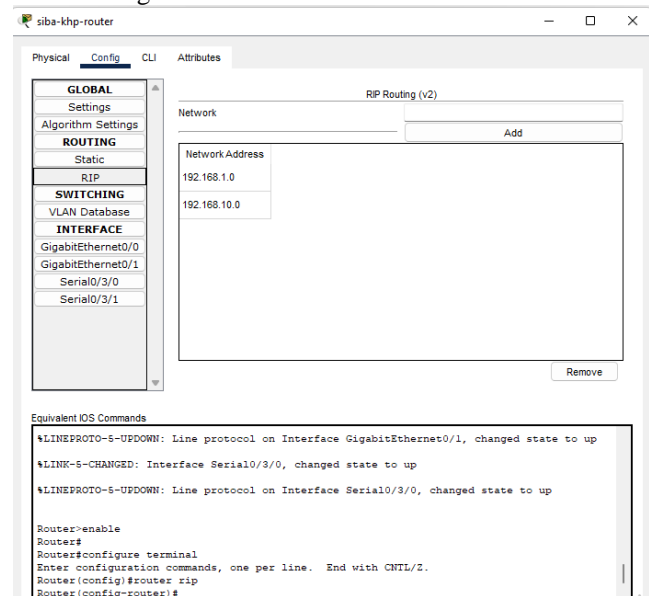 siba-khp-router
Physical Config CLI Attributes
GLOBAL
Settings
Algorithm Settings
ROUTING
Static
RIP
SWITCHING
VLAN Database
INTERFACE
GigabitEthernet0/0
GigabitEthernet0/1
Serial0/3/0
Serial0/3/1
RIP Routing (v2)
Network
Add
Network Address
192.168.1.0
192.168.10.0
Remove
Equivalent IOS Commands
%LINEPROTO-5-UPDOWN: Line protocol on Interface GigabitEthernet0/1, changed state to up
%LINK-5-CHANGED: Interface Serial0/3/0, changed state to up
%LINEPROTO-5-UPDOWN: Line protocol on Interface Serial0/3/0, changed state to up
Router>enable
Router#
Router#configure terminal
Enter configuration commands, one per line. End with CNTL/Z.
Router(config)#router rip
Router(config-router)#